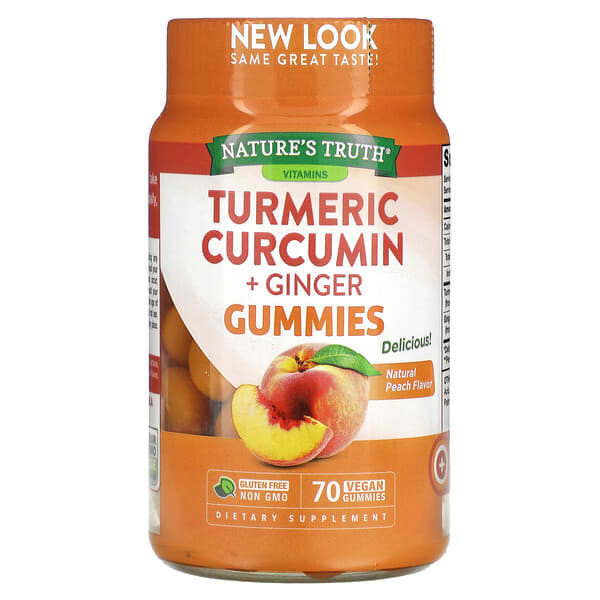 NEW LOOK
SAME GREAT TASTE!
NATURE'S TRUTH®
VITAMINS
TURMERIC
CURCUMIN
+ GINGER
GUMMIES
Delicious!
Natural
Peach Flavor
GLUTEN FREE
NON GMO
70 VEGAN
GUMMIES
DIETARY SUPPLEMENT